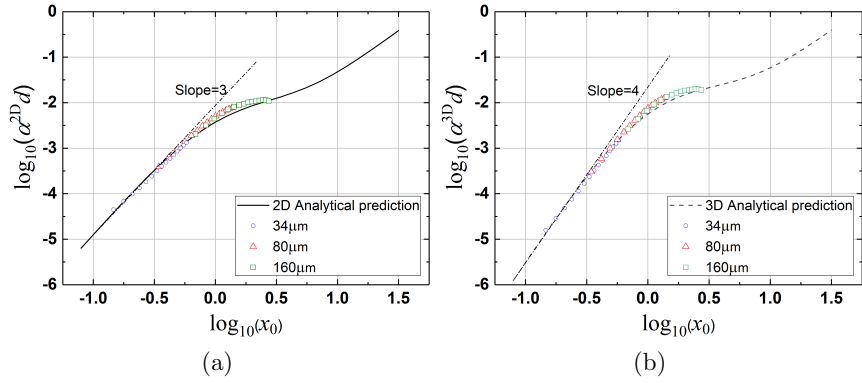 0
-1
-2
-3
-4
-5
-6
log₁₀(α²ᴰd)
Slope=3
2D Analytical prediction
34μm
80μm
160μm
-1.0 -0.5 0.0 0.5 1.0 1.5
log₁₀(x₀)
(a)
0
-1
-2
-3
-4
-5
-6
log₁₀(α³ᴰd)
Slope=4
3D Analytical prediction
34μm
80μm
160μm
-1.0 -0.5 0.0 0.5 1.0 1.5
log₁₀(x₀)
(b)